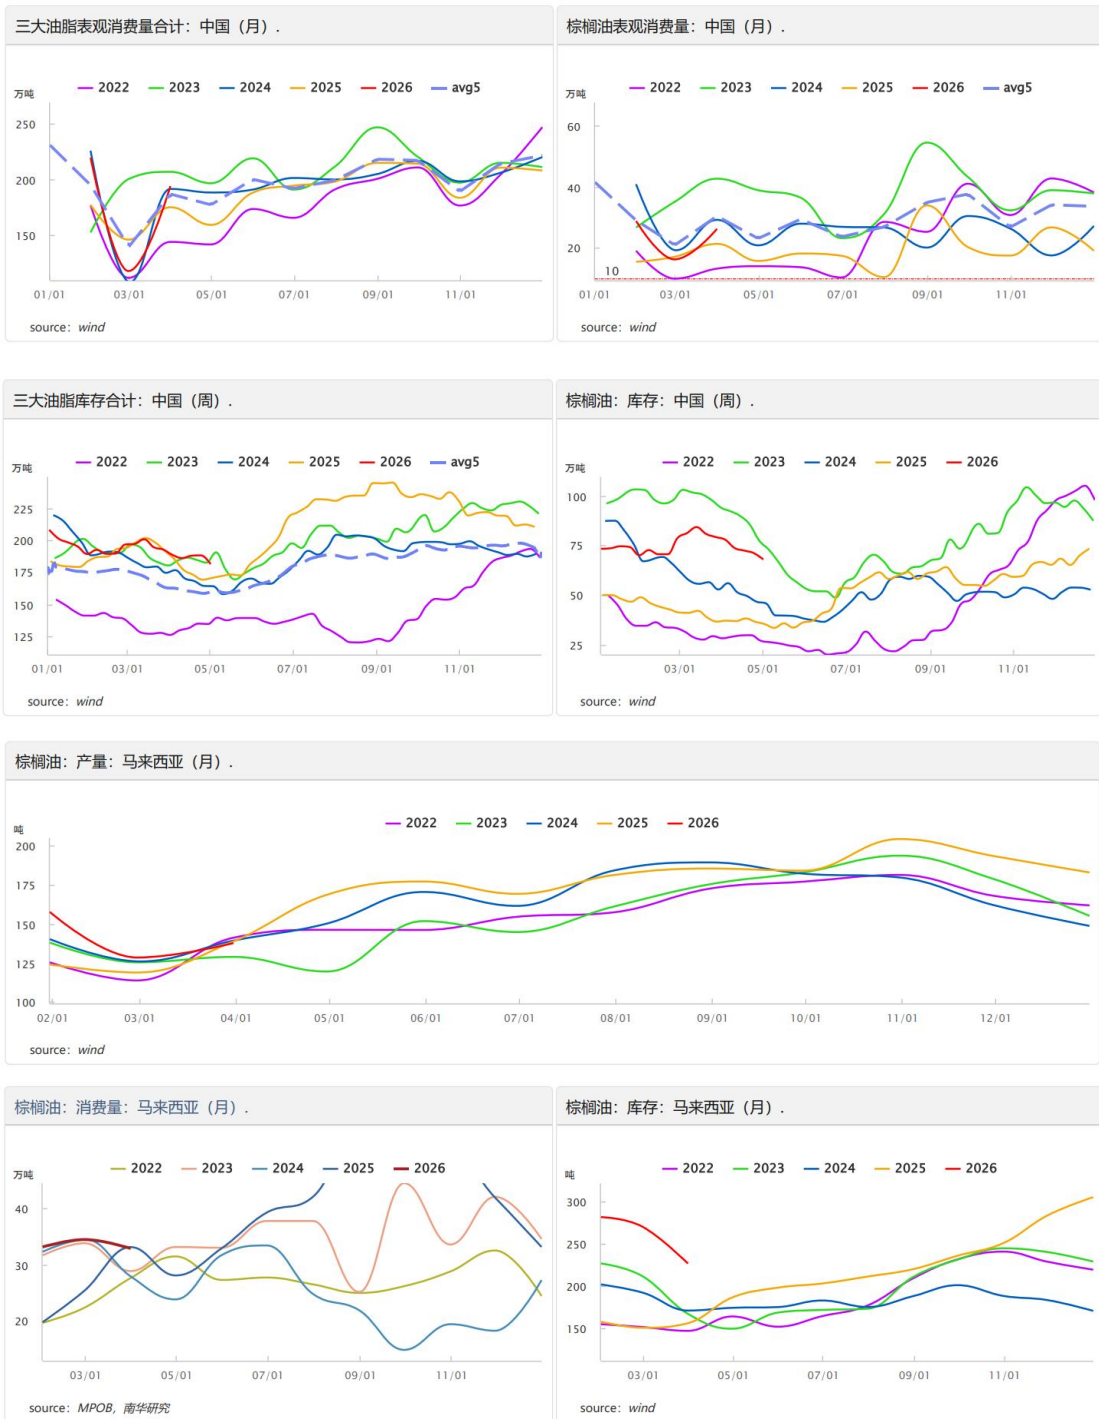 三大油脂表观消费量合计：中国（月）.
万吨
2022 2023 2024 2025 2026 avg5
250
200
150
01/01 03/01 05/01 07/01 09/01 11/01
source: wind
棕榈油表观消费量：中国（月）.
万吨
2022 2023 2024 2025 2026 avg5
60
40
20
10
01/01 03/01 05/01 07/01 09/01 11/01
source: wind
三大油脂库存合计：中国（周）.
万吨
2022 2023 2024 2025 2026 avg5
225
200
175
150
125
01/01 03/01 05/01 07/01 09/01 11/01
source: wind
棕榈油：库存：中国（周）.
万吨
2022 2023 2024 2025 2026
100
75
50
25
03/01 05/01 07/01 09/01 11/01
source: wind
棕榈油：产量：马来西亚（月）.
吨
2022 2023 2024 2025 2026
200
175
150
125
100
02/01 03/01 04/01 05/01 06/01 07/01 08/01 09/01 10/01 11/01 12/01
source: wind
棕榈油：消费量：马来西亚（月）.
万吨
2022 2023 2024 2025 2026
40
30
20
03/01 05/01 07/01 09/01 11/01
source: MPOB, 南华研究
棕榈油：库存：马来西亚（月）.
吨
2022 2023 2024 2025 2026
300
250
200
150
03/01 05/01 07/01 09/01 11/01
source: wind